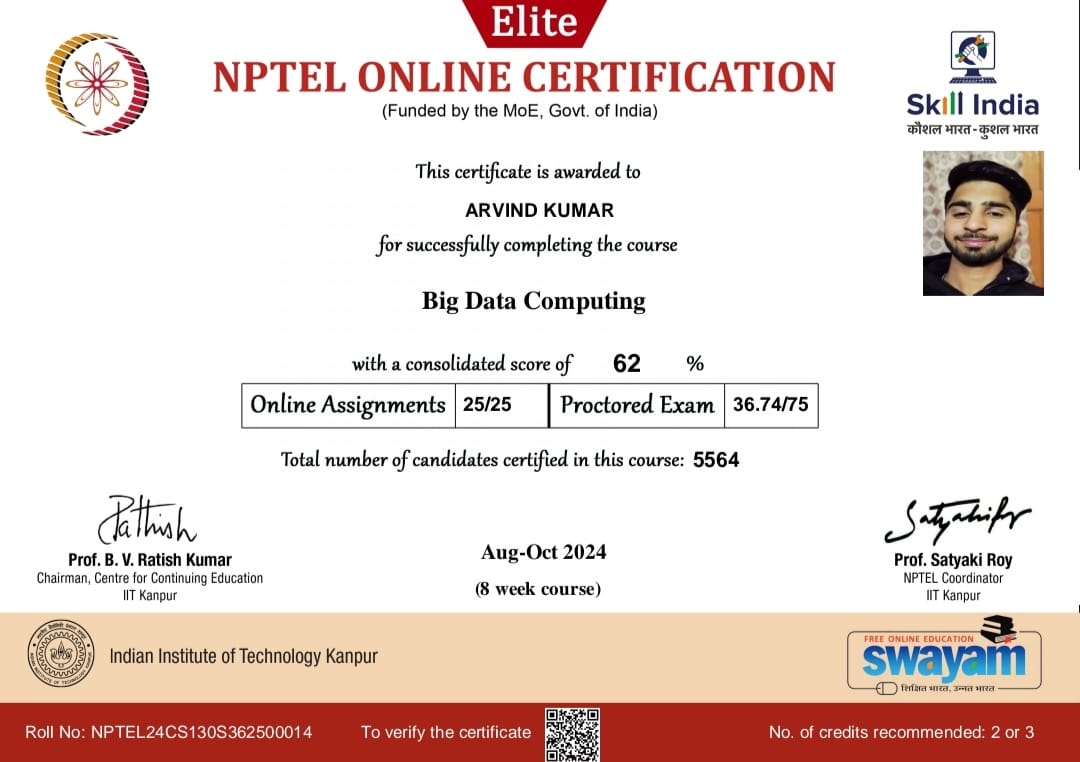 Elite
NPTEL ONLINE CERTIFICATION
(Funded by the MoE, Govt. of India)
Skill India
कौशल भारत - कुशल भारत
This certificate is awarded to
ARVIND KUMAR
for successfully completing the course
Big Data Computing
with a consolidated score of 62 %
Online Assignments 25/25 Proctored Exam 36.74/75
Total number of candidates certified in this course: 5564
Prof. B. V. Ratish Kumar
Chairman, Centre for Continuing Education
IIT Kanpur
Aug-Oct 2024
(8 week course)
Prof. Satyaki Roy
NPTEL Coordinator
IIT Kanpur
Indian Institute of Technology Kanpur
FREE ONLINE EDUCATION
swayam
शिक्षित भारत, उन्नत भारत
Roll No: NPTEL24CS130S362500014
To verify the certificate
No. of credits recommended: 2 or 3